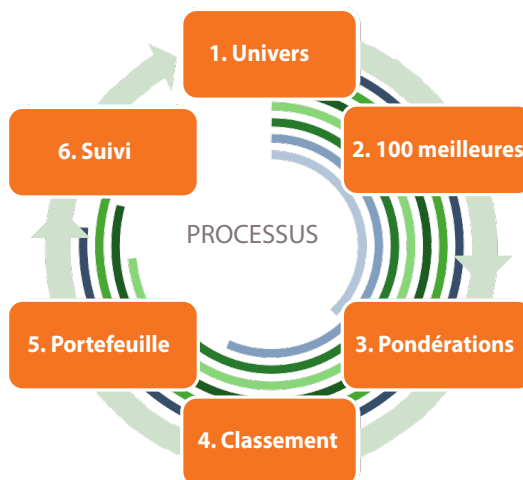 1. Univers
2. 100 meilleures
3. Pondérations
4. Classement
5. Portefeuille
6. Suivi
PROCESSUS